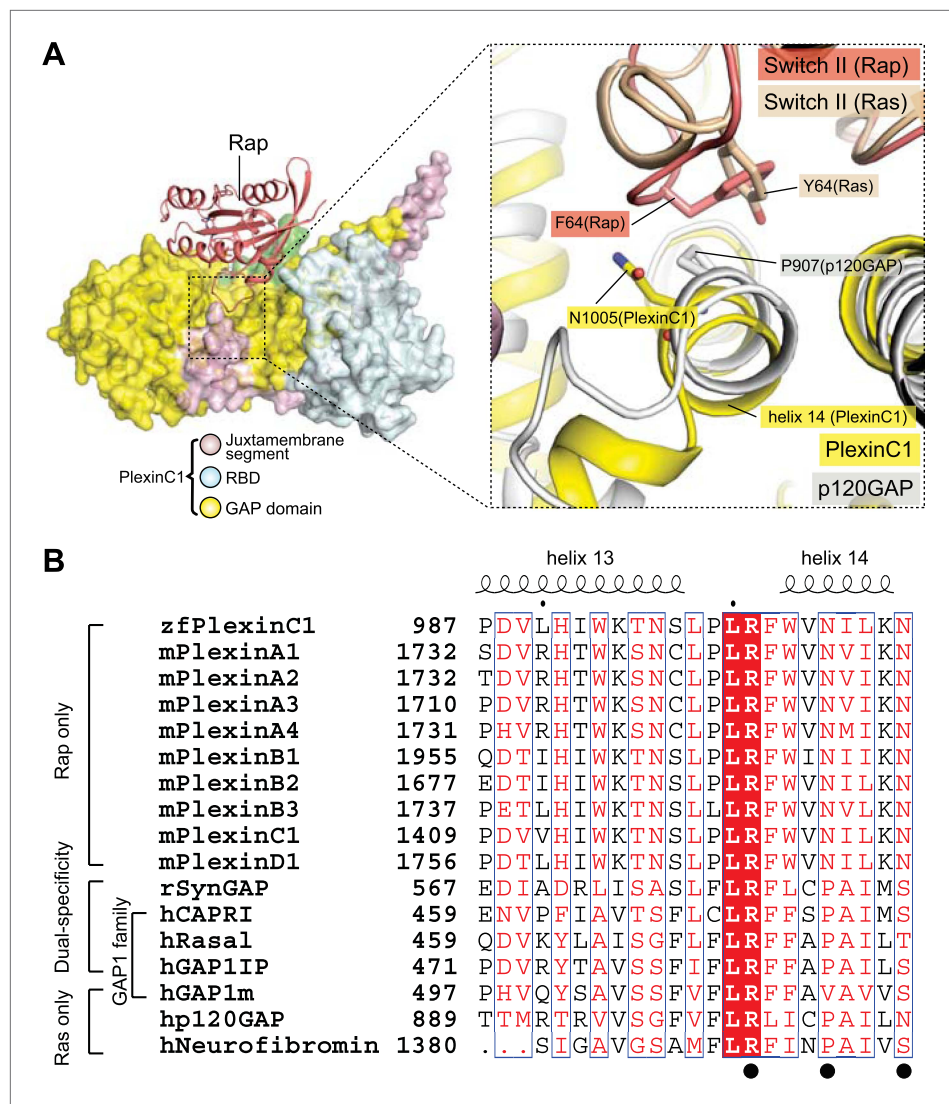 A
Rap
PlexinC1
Juxtamembrane
segment
RBD
GAP domain
Switch II (Rap)
Switch II (Ras)
Y64(Ras)
F64(Rap)
P907(p120GAP)
N1005(PlexinC1)
helix 14 (PlexinC1)
PlexinC1
p120GAP
B
helix 13 helix 14
Rap only
Dual-specificity
GAP1 family
Ras only
zfPlexinC1 987 PDVLHIWKTNSLPLRFWVNILKN
mPlexinA1 1732 SDVRHTWKSNCLPLRFWVNVIKN
mPlexinA2 1732 TDVRHTWKSNCLPLRFWVNVIKN
mPlexinA3 1710 PDVRHTWKSNCLPLRFWVNVIKN
mPlexinA4 1731 PHVRHTWKSNCLPLRFWVNMIKN
mPlexinB1 1955 QDTIHIWKTNSLPLRFWINIIKN
mPlexinB2 1677 EDTIHIWKTNSLPLRFWVNIIKN
mPlexinB3 1737 PETLHIWKTNSLLLRFWVNVLKN
mPlexinC1 1409 PDVVHIWKTNSLPLRFWVNILKN
mPlexinD1 1756 PDTLHIWKTNSLPLRFWVNILKN
rSynGAP 567 EDIADRLISASLFLRFLCPAIMS
hCAPRI 459 ENVPFIAVTSFLCLRFFSPAIMS
hRasal 459 QDVKYLAISGFLFLRFFAPAILT
hGAP1IP 471 PDVRYTAVSSFIFLRFFAPAILS
hGAP1m 497 PHVQYSAVSSFVFLRFFAVAVVS
hp120GAP 889 TTMRTRVVSGFVFLRLICPAILN
hNeurofibromin 1380 ...SIGAVGSAMFLRFINPAIVS